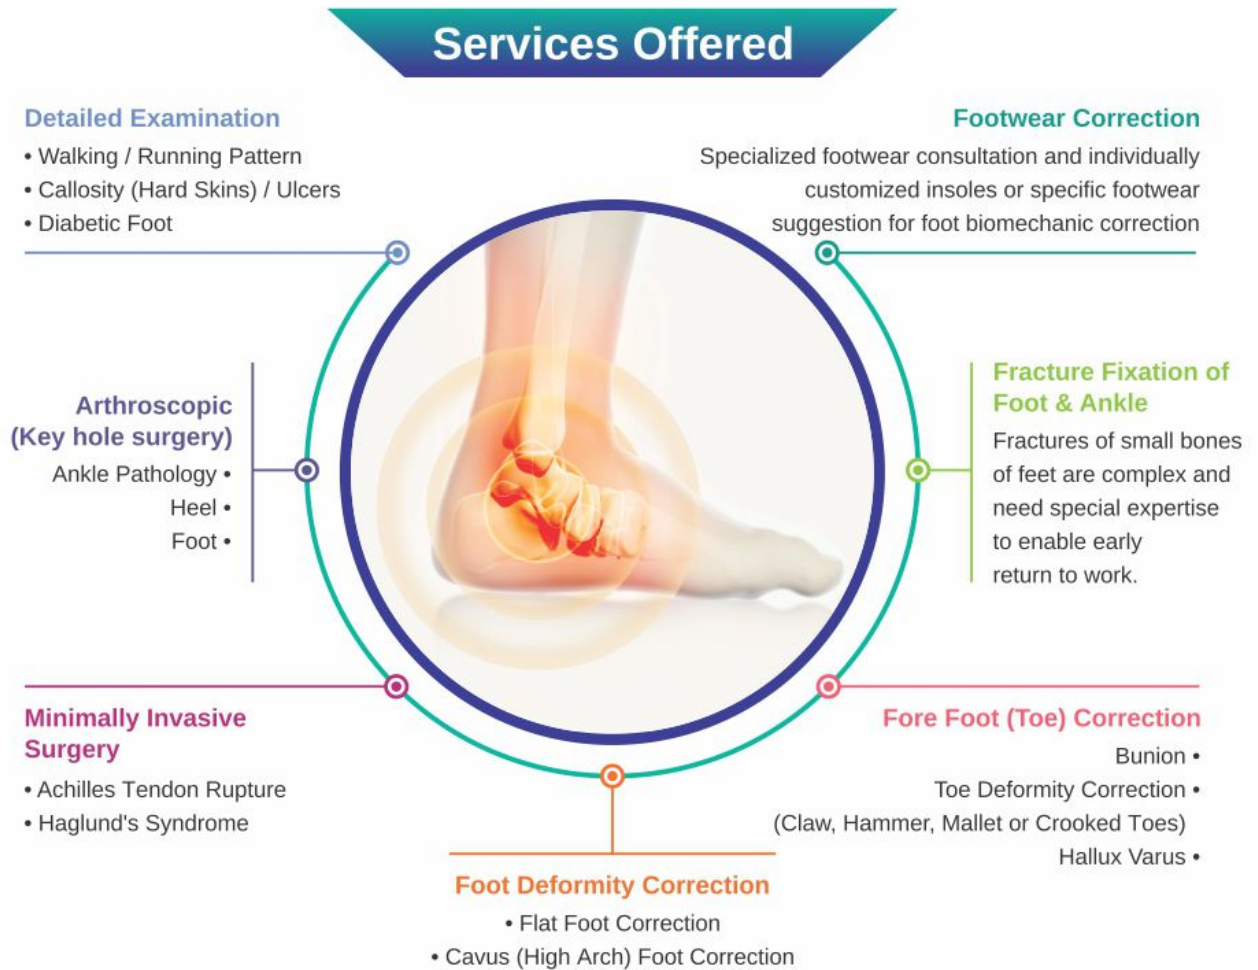 Services Offered
Detailed Examination
• Walking / Running Pattern
• Callosity (Hard Skins) / Ulcers
• Diabetic Foot
Footwear Correction
Specialized footwear consultation and individually
customized insoles or specific footwear
suggestion for foot biomechanic correction
Arthroscopic
(Key hole surgery)
Ankle Pathology •
Heel •
Foot •
Fracture Fixation of
Foot & Ankle
Fractures of small bones
of feet are complex and
need special expertise
to enable early
return to work.
Minimally Invasive
Surgery
• Achilles Tendon Rupture
• Haglund's Syndrome
Fore Foot (Toe) Correction
Bunion •
Toe Deformity Correction •
(Claw, Hammer, Mallet or Crooked Toes)
Hallux Varus •
Foot Deformity Correction
• Flat Foot Correction
• Cavus (High Arch) Foot Correction